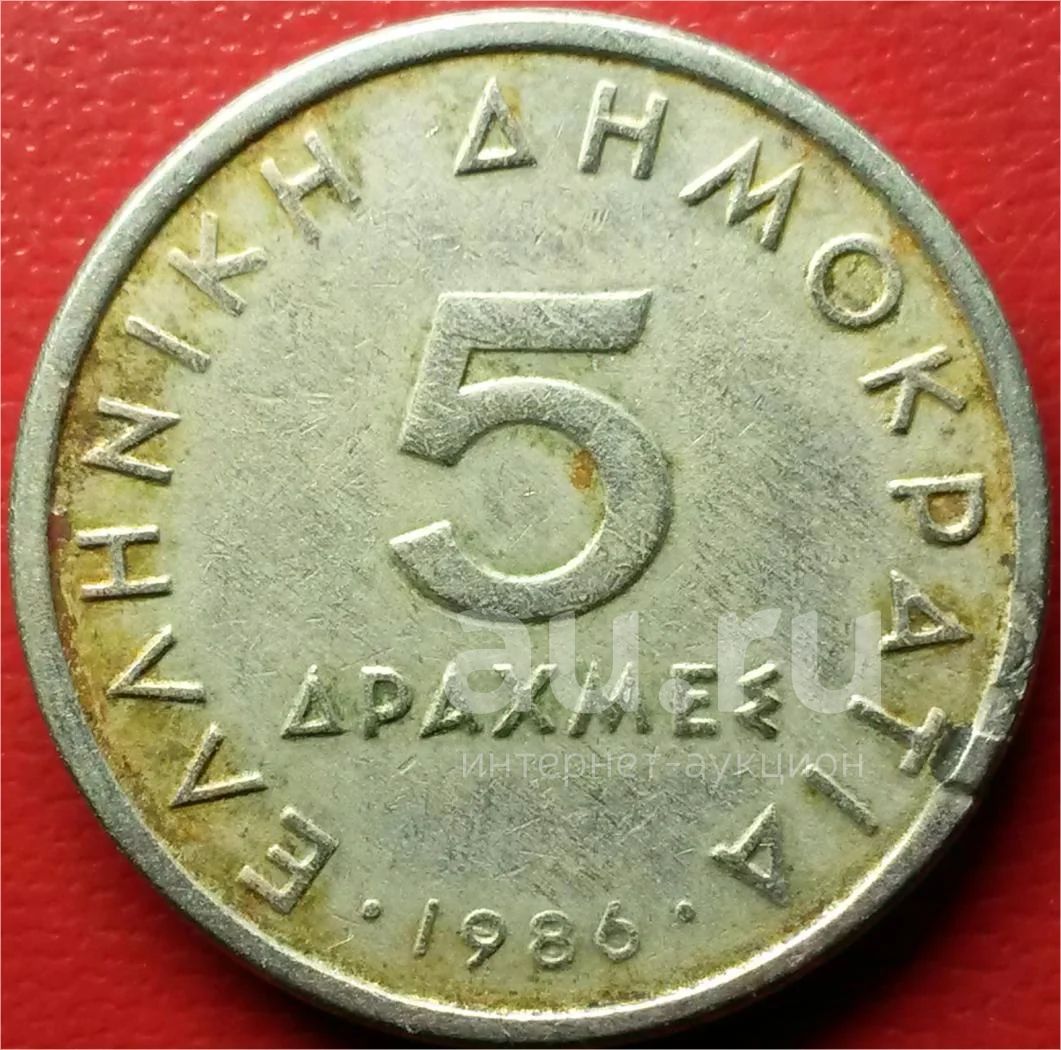 ΕΛΛΗΝΙΚΗ ΔΗΜΟΚΡΑΤΙΑ
5
ΔΡΑΧΜΕΣ
· 1986 ·
au.ru
интернет-аукцион